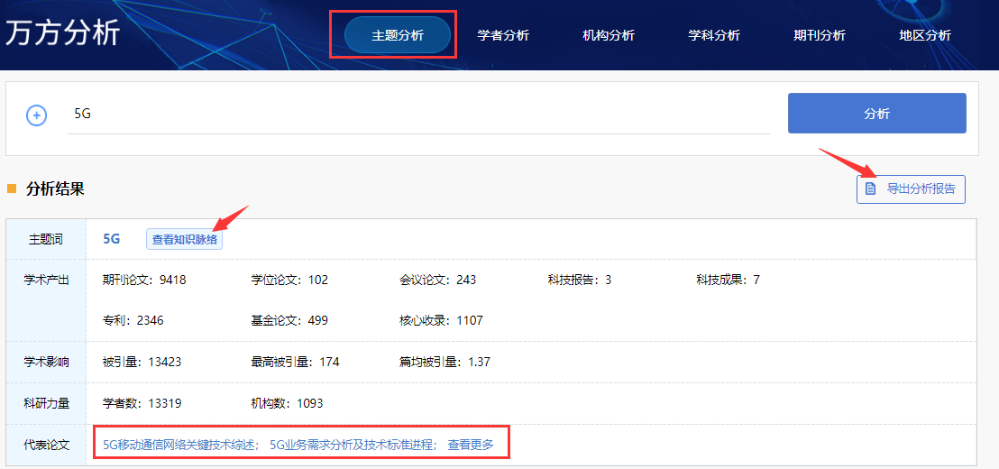 万方分析 主题分析 学者分析 机构分析 学科分析 期刊分析 地区分析
5G 分析
分析结果 导出分析报告
主题词 5G 查看知识脉络
学术产出 期刊论文：9418 学位论文：102 会议论文：243 科技报告：3 科技成果：7
专利：2346 基金论文：499 核心收录：1107
学术影响 被引量：13423 最高被引量：174 篇均被引量：1.37
科研力量 学者数：13319 机构数：1093
代表论文 5G移动通信网络关键技术综述； 5G业务需求分析及技术标准进程； 查看更多